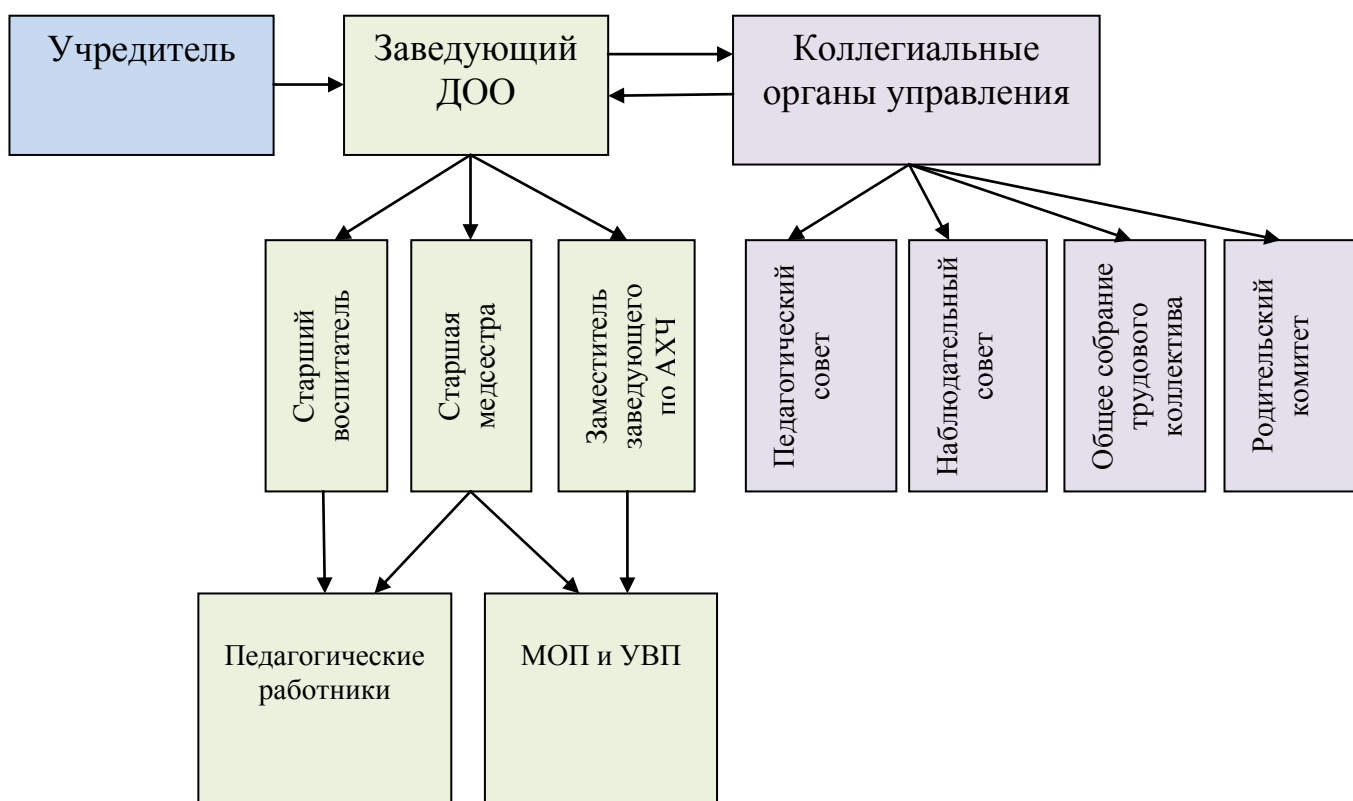 Учредитель
Заведующий
ДОО
Коллегиальные
органы управления
Старший
воспитатель
Старшая
медсестра
Заместитель
заведующего
по АХЧ
Педагогический
совет
Наблюдательный
совет
Общее собрание
трудового
коллектива
Родительский
комитет
Педагогические
работники
МОП и УВП